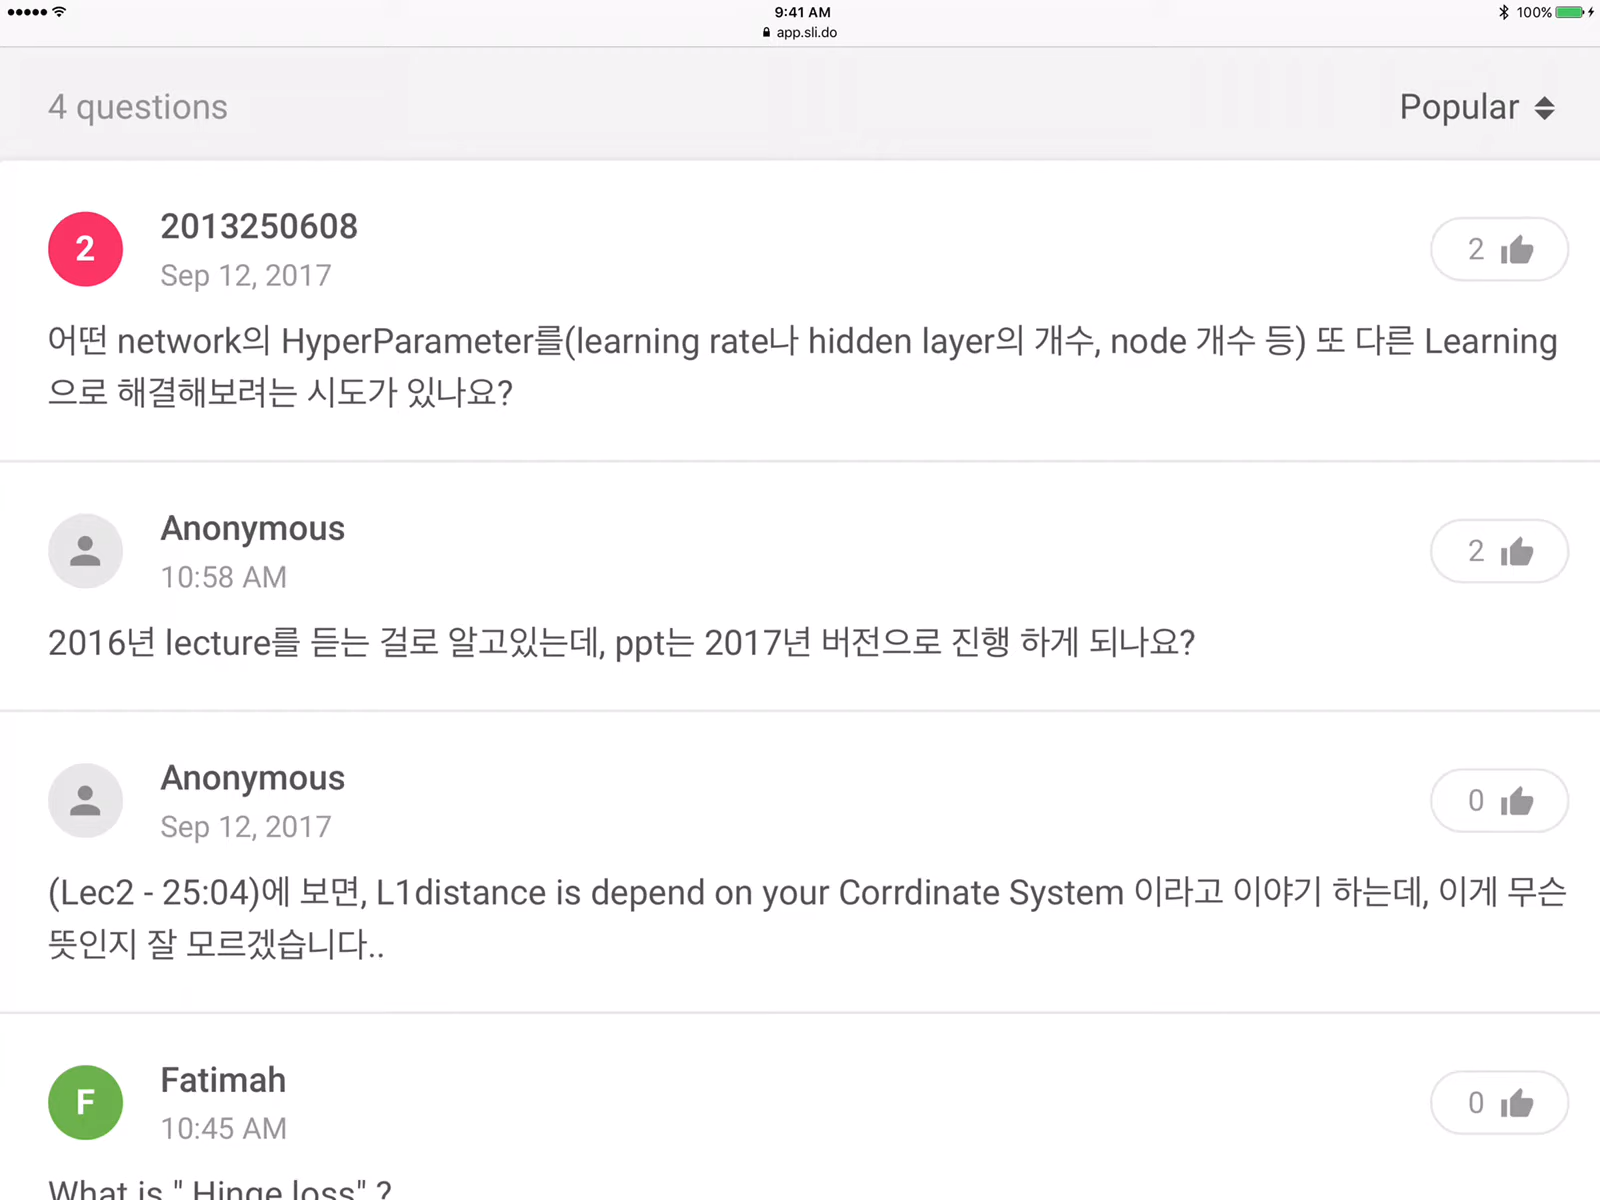 9:41 AM
100%
app.sli.do
4 questions
Popular
2
2013250608
Sep 12, 2017
2
어떤 network의 HyperParameter를(learning rate나 hidden layer의 개수, node 개수 등) 또 다른 Learning
으로 해결해보려는 시도가 있나요?
Anonymous
10:58 AM
2
2016년 lecture를 듣는 걸로 알고있는데, ppt는 2017년 버전으로 진행 하게 되나요?
Anonymous
Sep 12, 2017
0
(Lec2 - 25:04)에 보면, L1distance is depend on your Corrdinate System 이라고 이야기 하는데, 이게 무슨
뜻인지 잘 모르겠습니다..
F
Fatimah
10:45 AM
0
What is " Hinge loss" ?